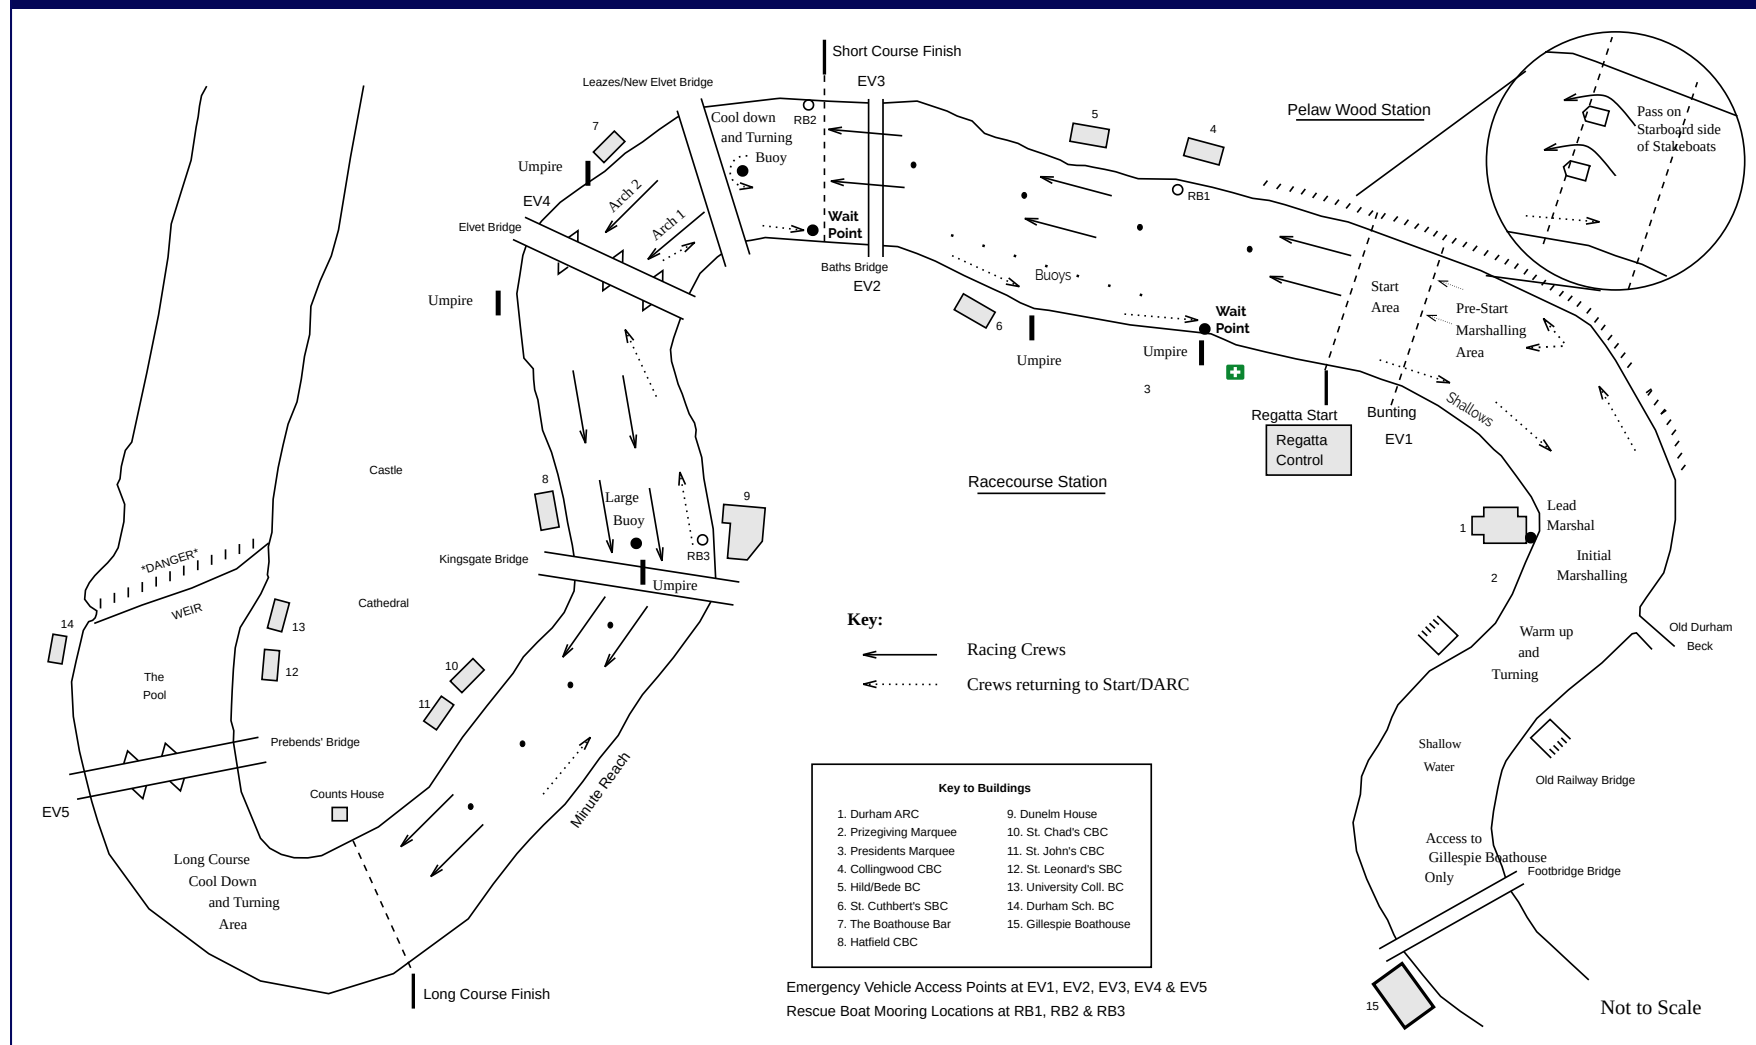 Short Course Finish
Leazes/New Elvet Bridge
EV3
Cool down
and Turning
Buoy
RB2
7
Umpire
EV4
Arch 2
Arch 1
Elvet Bridge
Umpire
Wait
Point
Baths Bridge
EV2
5
4
RB1
Pelaw Wood Station
Pass on
Starboard side
of Stakeboats
Buoys
6
Umpire
Wait
Point
Umpire
3
Start
Area
Pre-Start
Marshalling
Area
Shallows
Regatta Start
Bunting
EV1
Regatta
Control
Racecourse Station
Castle
8
Large
Buoy
9
RB3
Kingsgate Bridge
Umpire
*DANGER*
WEIR
Cathedral
14
13
12
The
Pool
10
11
Prebends' Bridge
Counts House
EV5
Minute Reach
Long Course
Cool Down
and Turning
Area
Long Course Finish
1
Lead
Marshal
Initial
Marshalling
2
Warm up
and
Turning
Old Durham
Beck
Shallow
Water
Old Railway Bridge
Access to
Gillespie Boathouse
Only
Footbridge Bridge
15
Key:
Racing Crews
Crews returning to Start/DARC
Key to Buildings
1. Durham ARC
2. Prizegiving Marquee
3. Presidents Marquee
4. Collingwood CBC
5. Hild/Bede BC
6. St. Cuthbert's SBC
7. The Boathouse Bar
8. Hatfield CBC
9. Dunelm House
10. St. Chad's CBC
11. St. John's CBC
12. St. Leonard's SBC
13. University Coll. BC
14. Durham Sch. BC
15. Gillespie Boathouse
Emergency Vehicle Access Points at EV1, EV2, EV3, EV4 & EV5
Rescue Boat Mooring Locations at RB1, RB2 & RB3
Not to Scale